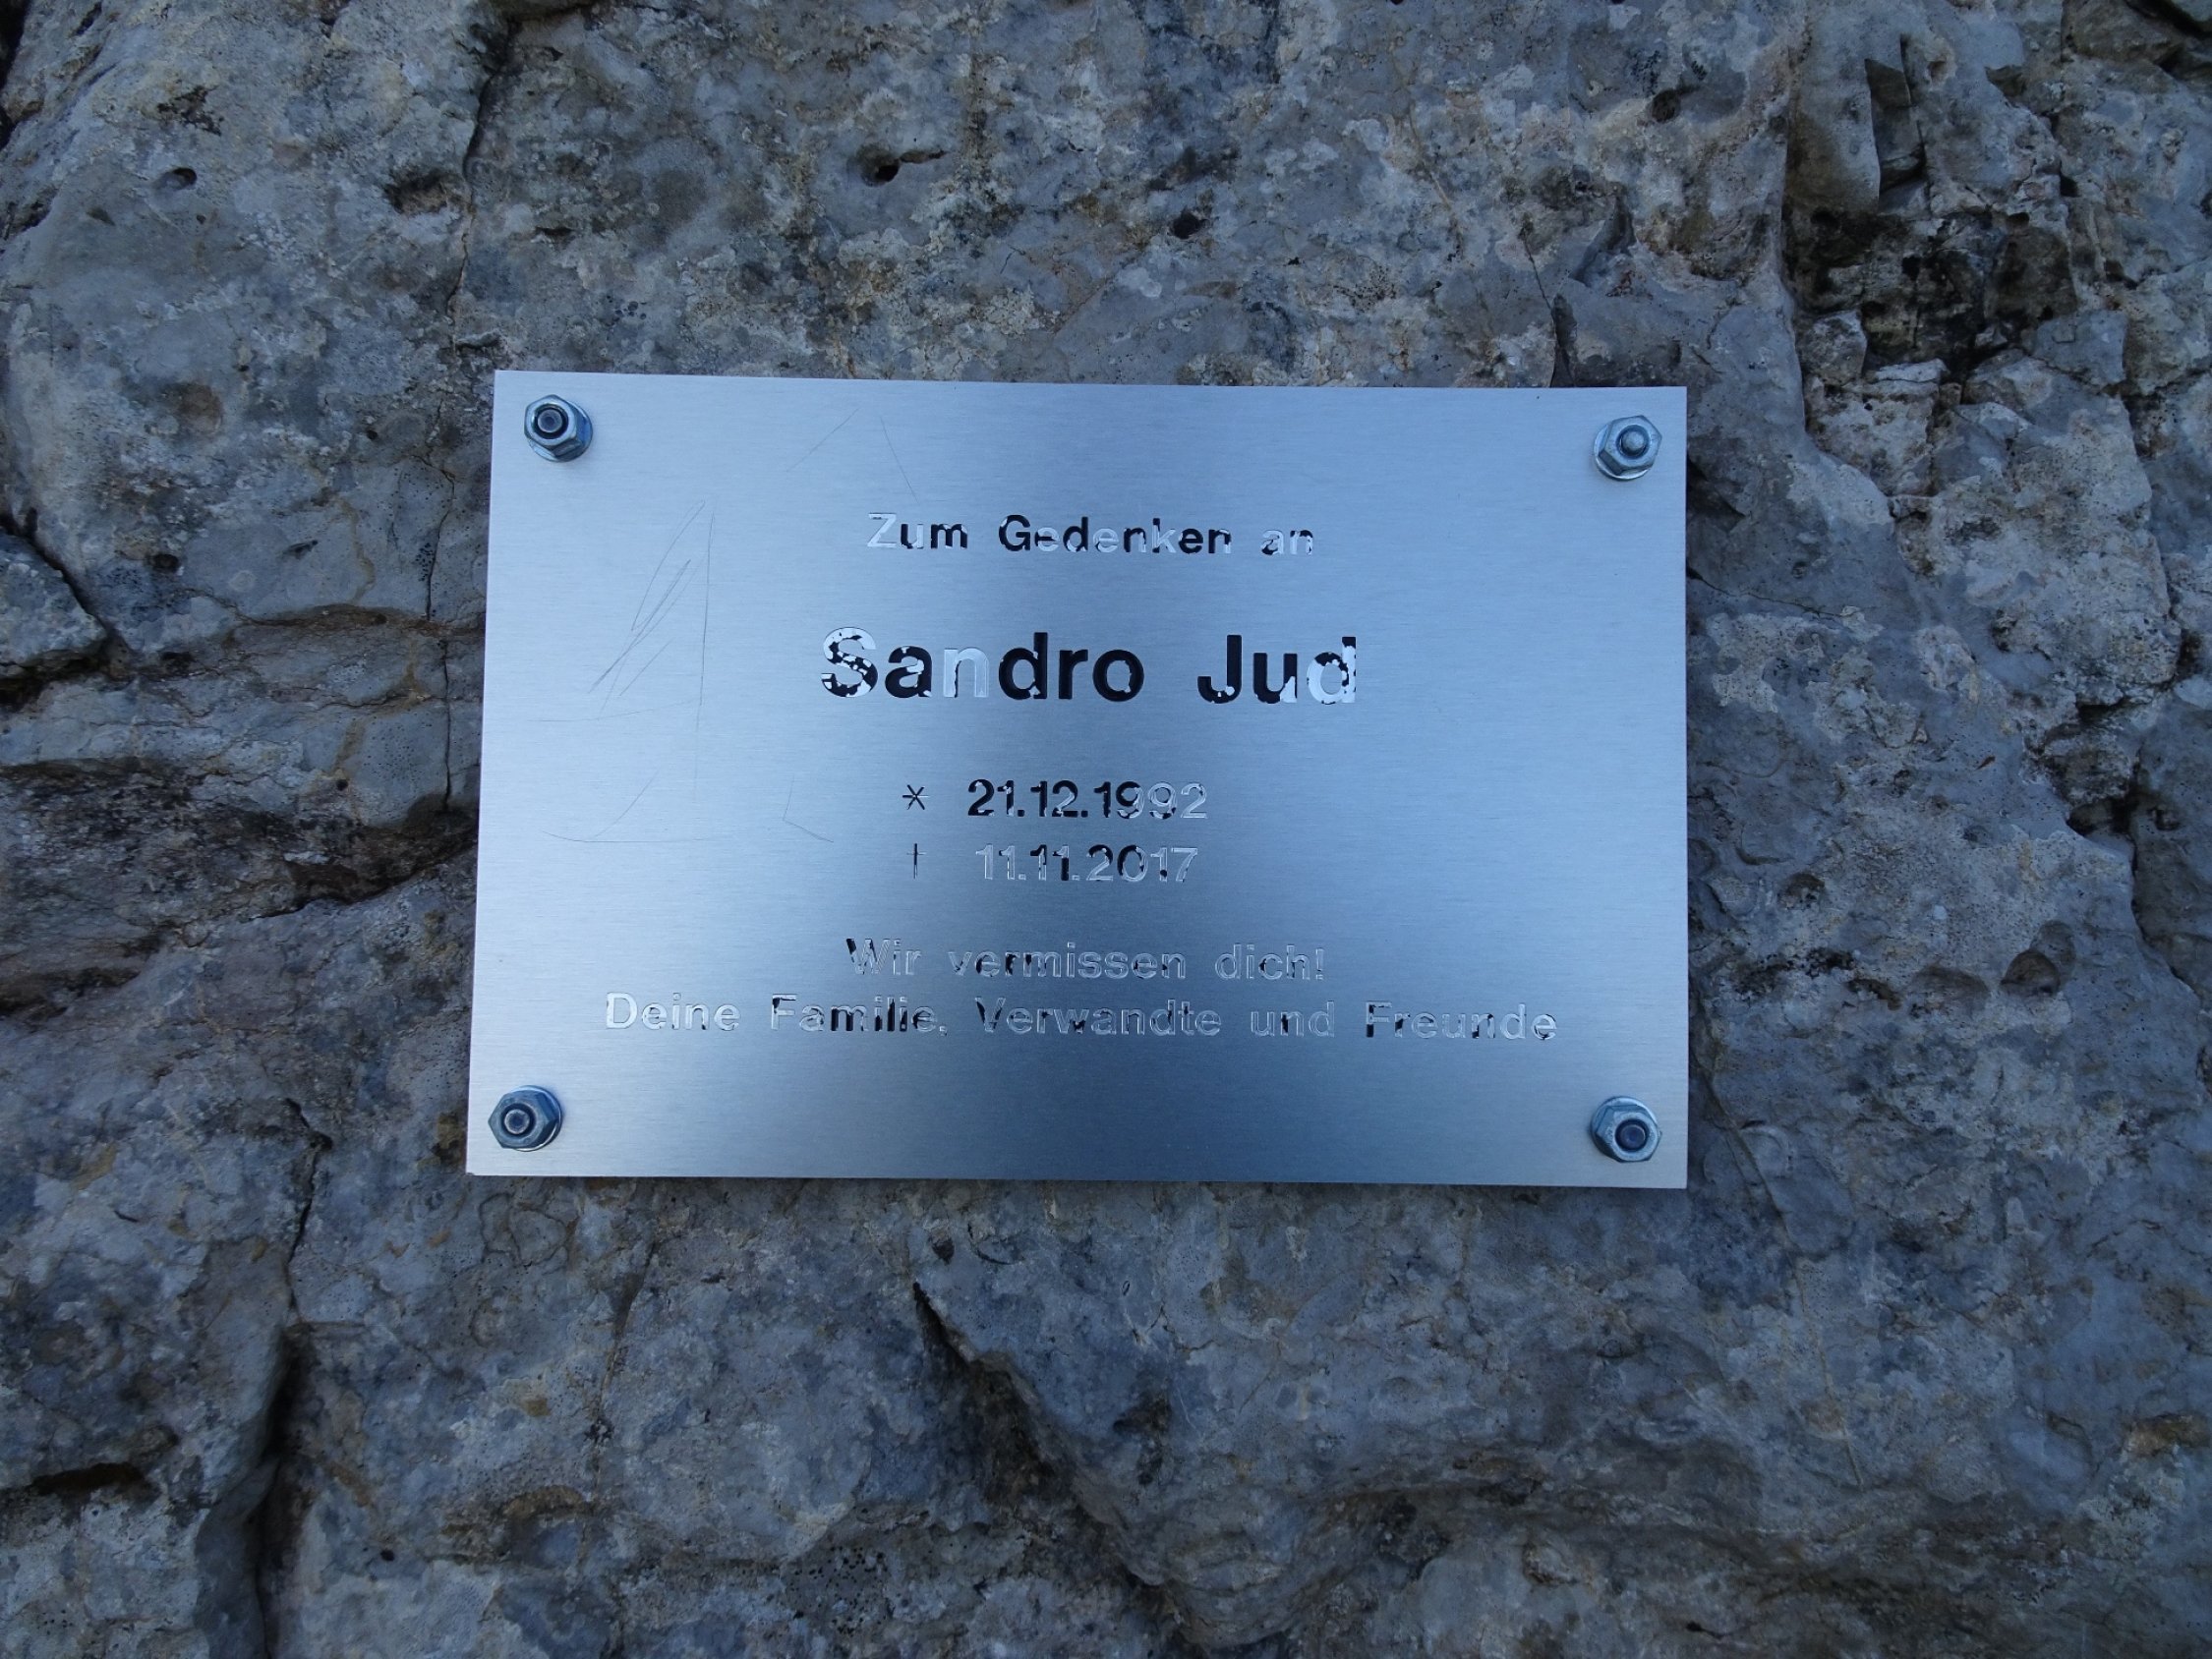 Zum Gedenken an
Sandro Jud
* 21.12.1992
† 11.11.2017
Wir vermissen dich!
Deine Familie, Verwandte und Freunde